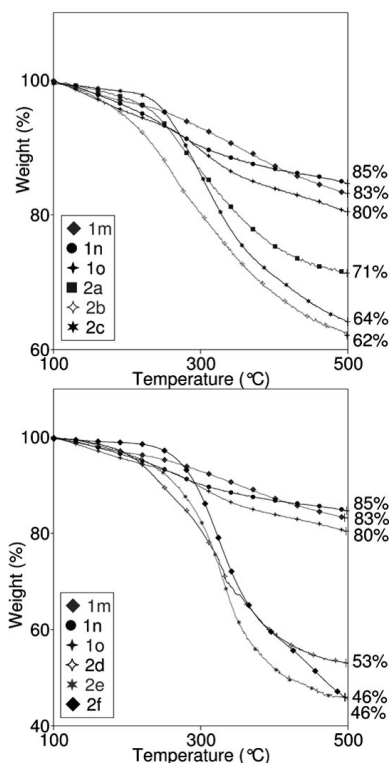 100
80
60
Weight (%)
1m
1n
1o
2a
2b
2c
85%
83%
80%
71%
64%
62%
100
300
500
Temperature (°C)
100
80
60
40
Weight (%)
1m
1n
1o
2d
2e
2f
85%
83%
80%
53%
46%
46%
100
300
500
Temperature (°C)